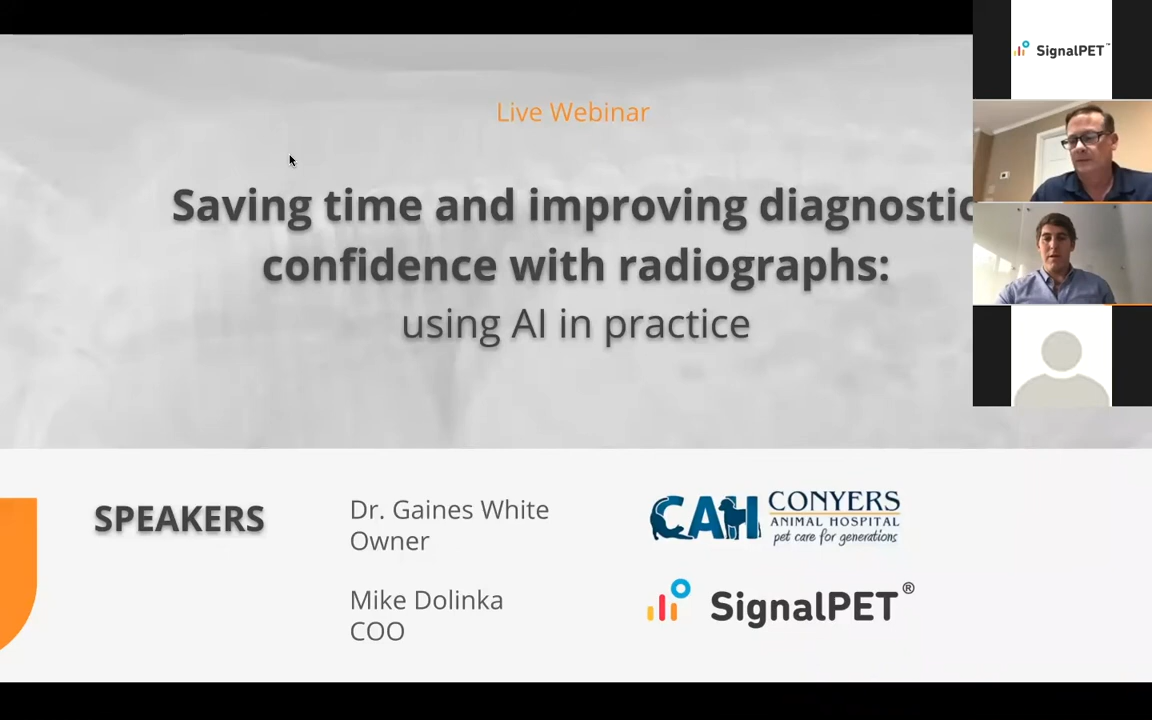 SignalPET™
Live Webinar
Saving time and improving diagnostic
confidence with radiographs:
using AI in practice
SPEAKERS
Dr. Gaines White
Owner
CAH CONYERS
ANIMAL HOSPITAL
pet care for generations
Mike Dolinka
COO
SignalPET®